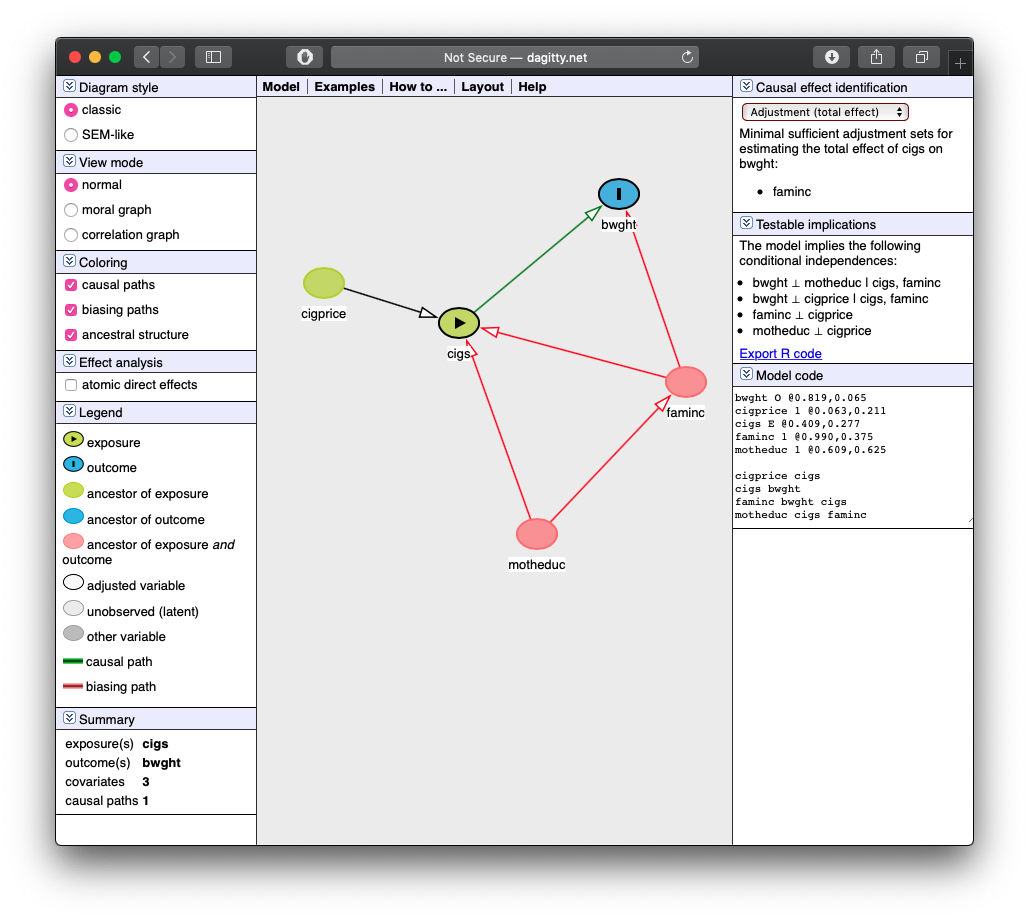 Not Secure — dagitty.net
Diagram style
classic
SEM-like
View mode
normal
moral graph
correlation graph
Coloring
causal paths
biasing paths
ancestral structure
Effect analysis
atomic direct effects
Legend
exposure
outcome
ancestor of exposure
ancestor of outcome
ancestor of exposure and
outcome
adjusted variable
unobserved (latent)
other variable
causal path
biasing path
Summary
exposure(s) cigs
outcome(s) bwght
covariates 3
causal paths 1
Model | Examples | How to ... | Layout | Help
bwght
cigprice
cigs
faminc
motheduc
Causal effect identification
Adjustment (total effect)
Minimal sufficient adjustment sets for
estimating the total effect of cigs on
bwght:
• faminc
Testable implications
The model implies the following
conditional independences:
• bwght ⊥ motheduc | cigs, faminc
• bwght ⊥ cigprice | cigs, faminc
• faminc ⊥ cigprice
• motheduc ⊥ cigprice
Export R code
Model code
bwght O @0.819,0.065
cigprice 1 @0.063,0.211
cigs E @0.409,0.277
faminc 1 @0.990,0.375
motheduc 1 @0.609,0.625
cigprice cigs
cigs bwght
faminc bwght cigs
motheduc cigs faminc